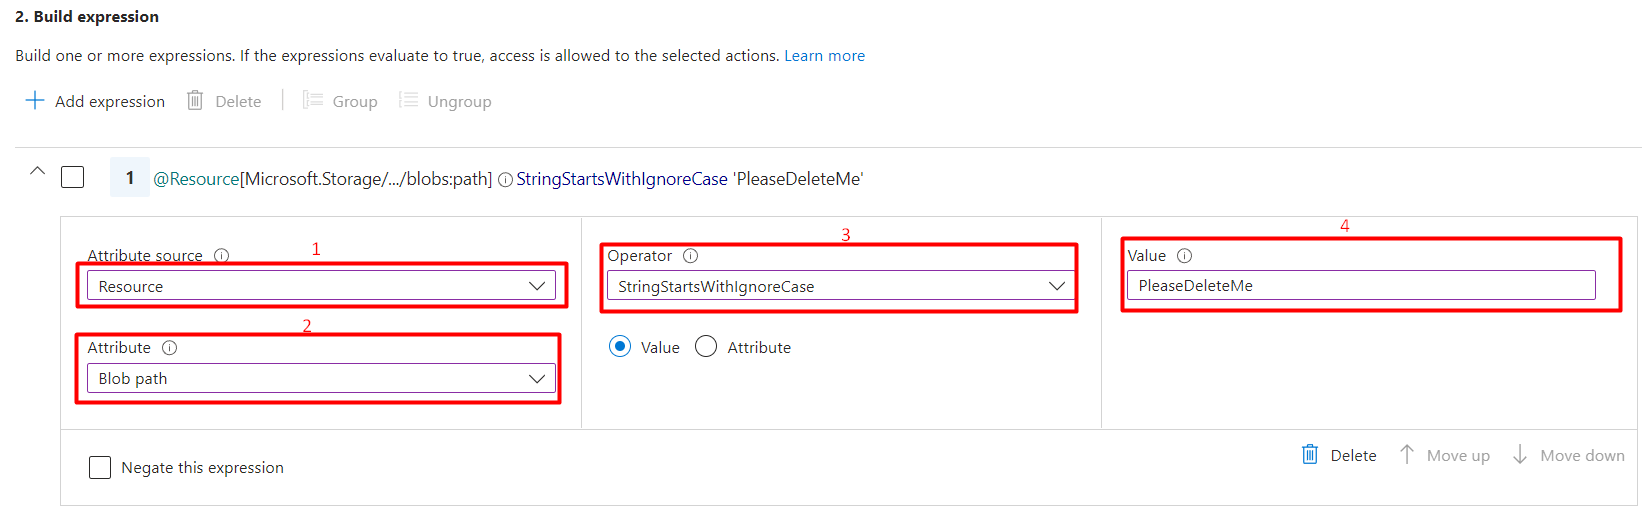 2. Build expression
Build one or more expressions. If the expressions evaluate to true, access is allowed to the selected actions. Learn more
Add expression Delete Group Ungroup
1 @Resource[Microsoft.Storage/.../blobs:path] StringStartsWithIgnoreCase 'PleaseDeleteMe'
1
Attribute source
Resource
2
Attribute
Blob path
3
Operator
StringStartsWithIgnoreCase
Value Attribute
4
Value
PleaseDeleteMe
Negate this expression
Delete Move up Move down